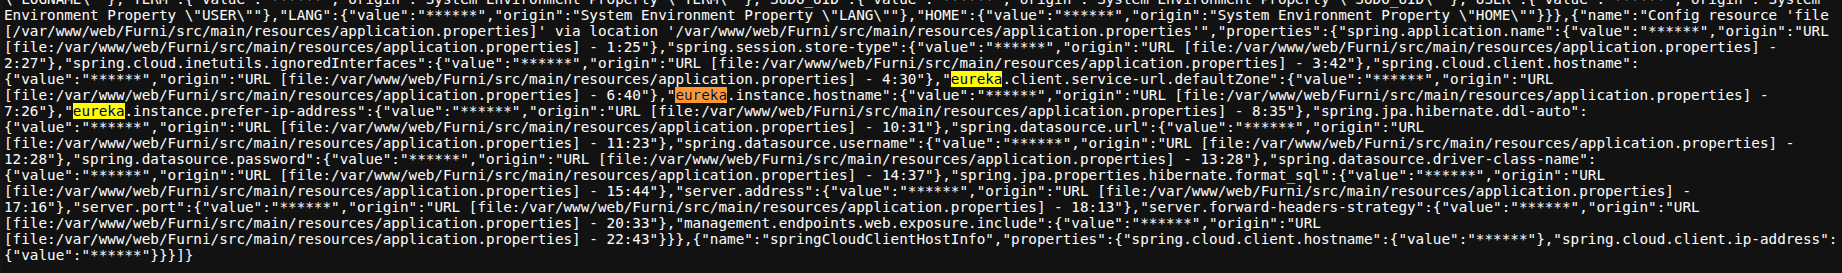 \"LOGNAME\""},"TERM":{"value":"******","origin":"System Environment Property \"TERM\""},"SUDO_UID":{"value":"******","origin":"System Environment Property \"SUDO_UID\""},"USER":{"value":"******","origin":"System
Environment Property \"USER\""},"LANG":{"value":"******","origin":"System Environment Property \"LANG\""},"HOME":{"value":"******","origin":"System Environment Property \"HOME\""}}},{"name":"Config resource 'file
[/var/www/web/Furni/src/main/resources/application.properties]' via location '/var/www/web/Furni/src/main/resources/application.properties'","properties":{"spring.application.name":{"value":"******","origin":"URL
[file:/var/www/web/Furni/src/main/resources/application.properties] - 1:25"},"spring.session.store-type":{"value":"******","origin":"URL [file:/var/www/web/Furni/src/main/resources/application.properties] -
2:27"},"spring.cloud.inetutils.ignoredInterfaces":{"value":"******","origin":"URL [file:/var/www/web/Furni/src/main/resources/application.properties] - 3:42"},"spring.cloud.client.hostname":
{"value":"******","origin":"URL [file:/var/www/web/Furni/src/main/resources/application.properties] - 4:30"},"eureka.client.service-url.defaultZone":{"value":"******","origin":"URL
[file:/var/www/web/Furni/src/main/resources/application.properties] - 6:40"},"eureka.instance.hostname":{"value":"******","origin":"URL [file:/var/www/web/Furni/src/main/resources/application.properties] -
7:26"},"eureka.instance.prefer-ip-address":{"value":"******","origin":"URL [file:/var/www/web/Furni/src/main/resources/application.properties] - 8:35"},"spring.jpa.hibernate.ddl-auto":
{"value":"******","origin":"URL [file:/var/www/web/Furni/src/main/resources/application.properties] - 10:31"},"spring.datasource.url":{"value":"******","origin":"URL
[file:/var/www/web/Furni/src/main/resources/application.properties] - 11:23"},"spring.datasource.username":{"value":"******","origin":"URL [file:/var/www/web/Furni/src/main/resources/application.properties] -
12:28"},"spring.datasource.password":{"value":"******","origin":"URL [file:/var/www/web/Furni/src/main/resources/application.properties] - 13:28"},"spring.datasource.driver-class-name":
{"value":"******","origin":"URL [file:/var/www/web/Furni/src/main/resources/application.properties] - 14:37"},"spring.jpa.properties.hibernate.format_sql":{"value":"******","origin":"URL
[file:/var/www/web/Furni/src/main/resources/application.properties] - 15:44"},"server.address":{"value":"******","origin":"URL [file:/var/www/web/Furni/src/main/resources/application.properties] -
17:16"},"server.port":{"value":"******","origin":"URL [file:/var/www/web/Furni/src/main/resources/application.properties] - 18:13"},"server.forward-headers-strategy":{"value":"******","origin":"URL
[file:/var/www/web/Furni/src/main/resources/application.properties] - 20:33"},"management.endpoints.web.exposure.include":{"value":"******","origin":"URL
[file:/var/www/web/Furni/src/main/resources/application.properties] - 22:43"}}},{"name":"springCloudClientHostInfo","properties":{"spring.cloud.client.hostname":{"value":"******"},"spring.cloud.client.ip-address":
{"value":"******"}}}]}